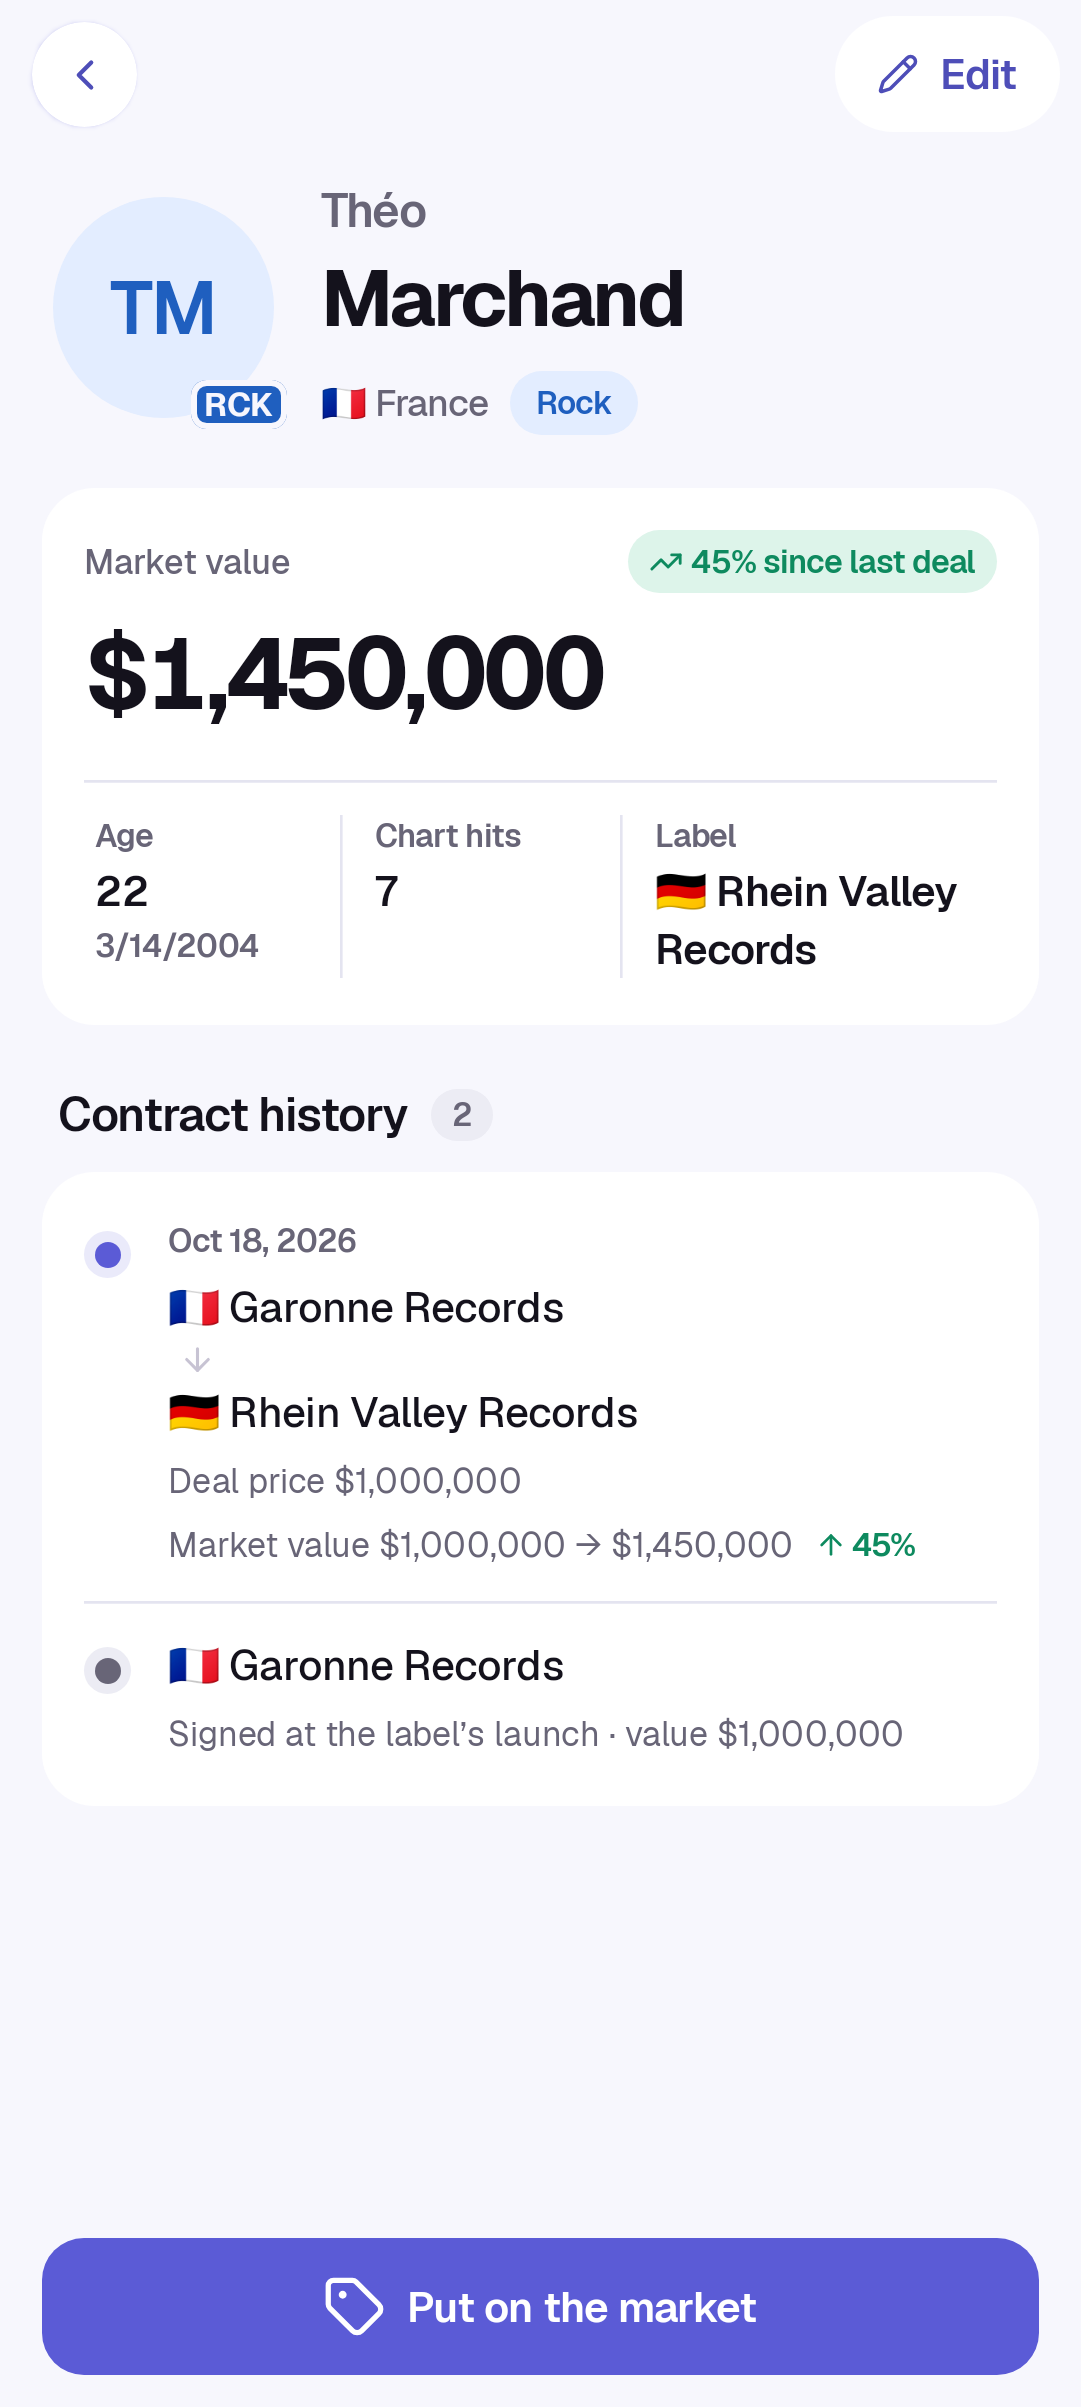 Edit
Théo
TM
Marchand
RCK
🇫🇷 France
Rock
Market value
45% since last deal
$1,450,000
Age
22
3/14/2004
Chart hits
7
Label
🇩🇪 Rhein Valley
Records
Contract history
2
Oct 18, 2026
🇫🇷 Garonne Records
↓
🇩🇪 Rhein Valley Records
Deal price $1,000,000
Market value $1,000,000 → $1,450,000 ↑ 45%
🇫🇷 Garonne Records
Signed at the label’s launch · value $1,000,000
Put on the market